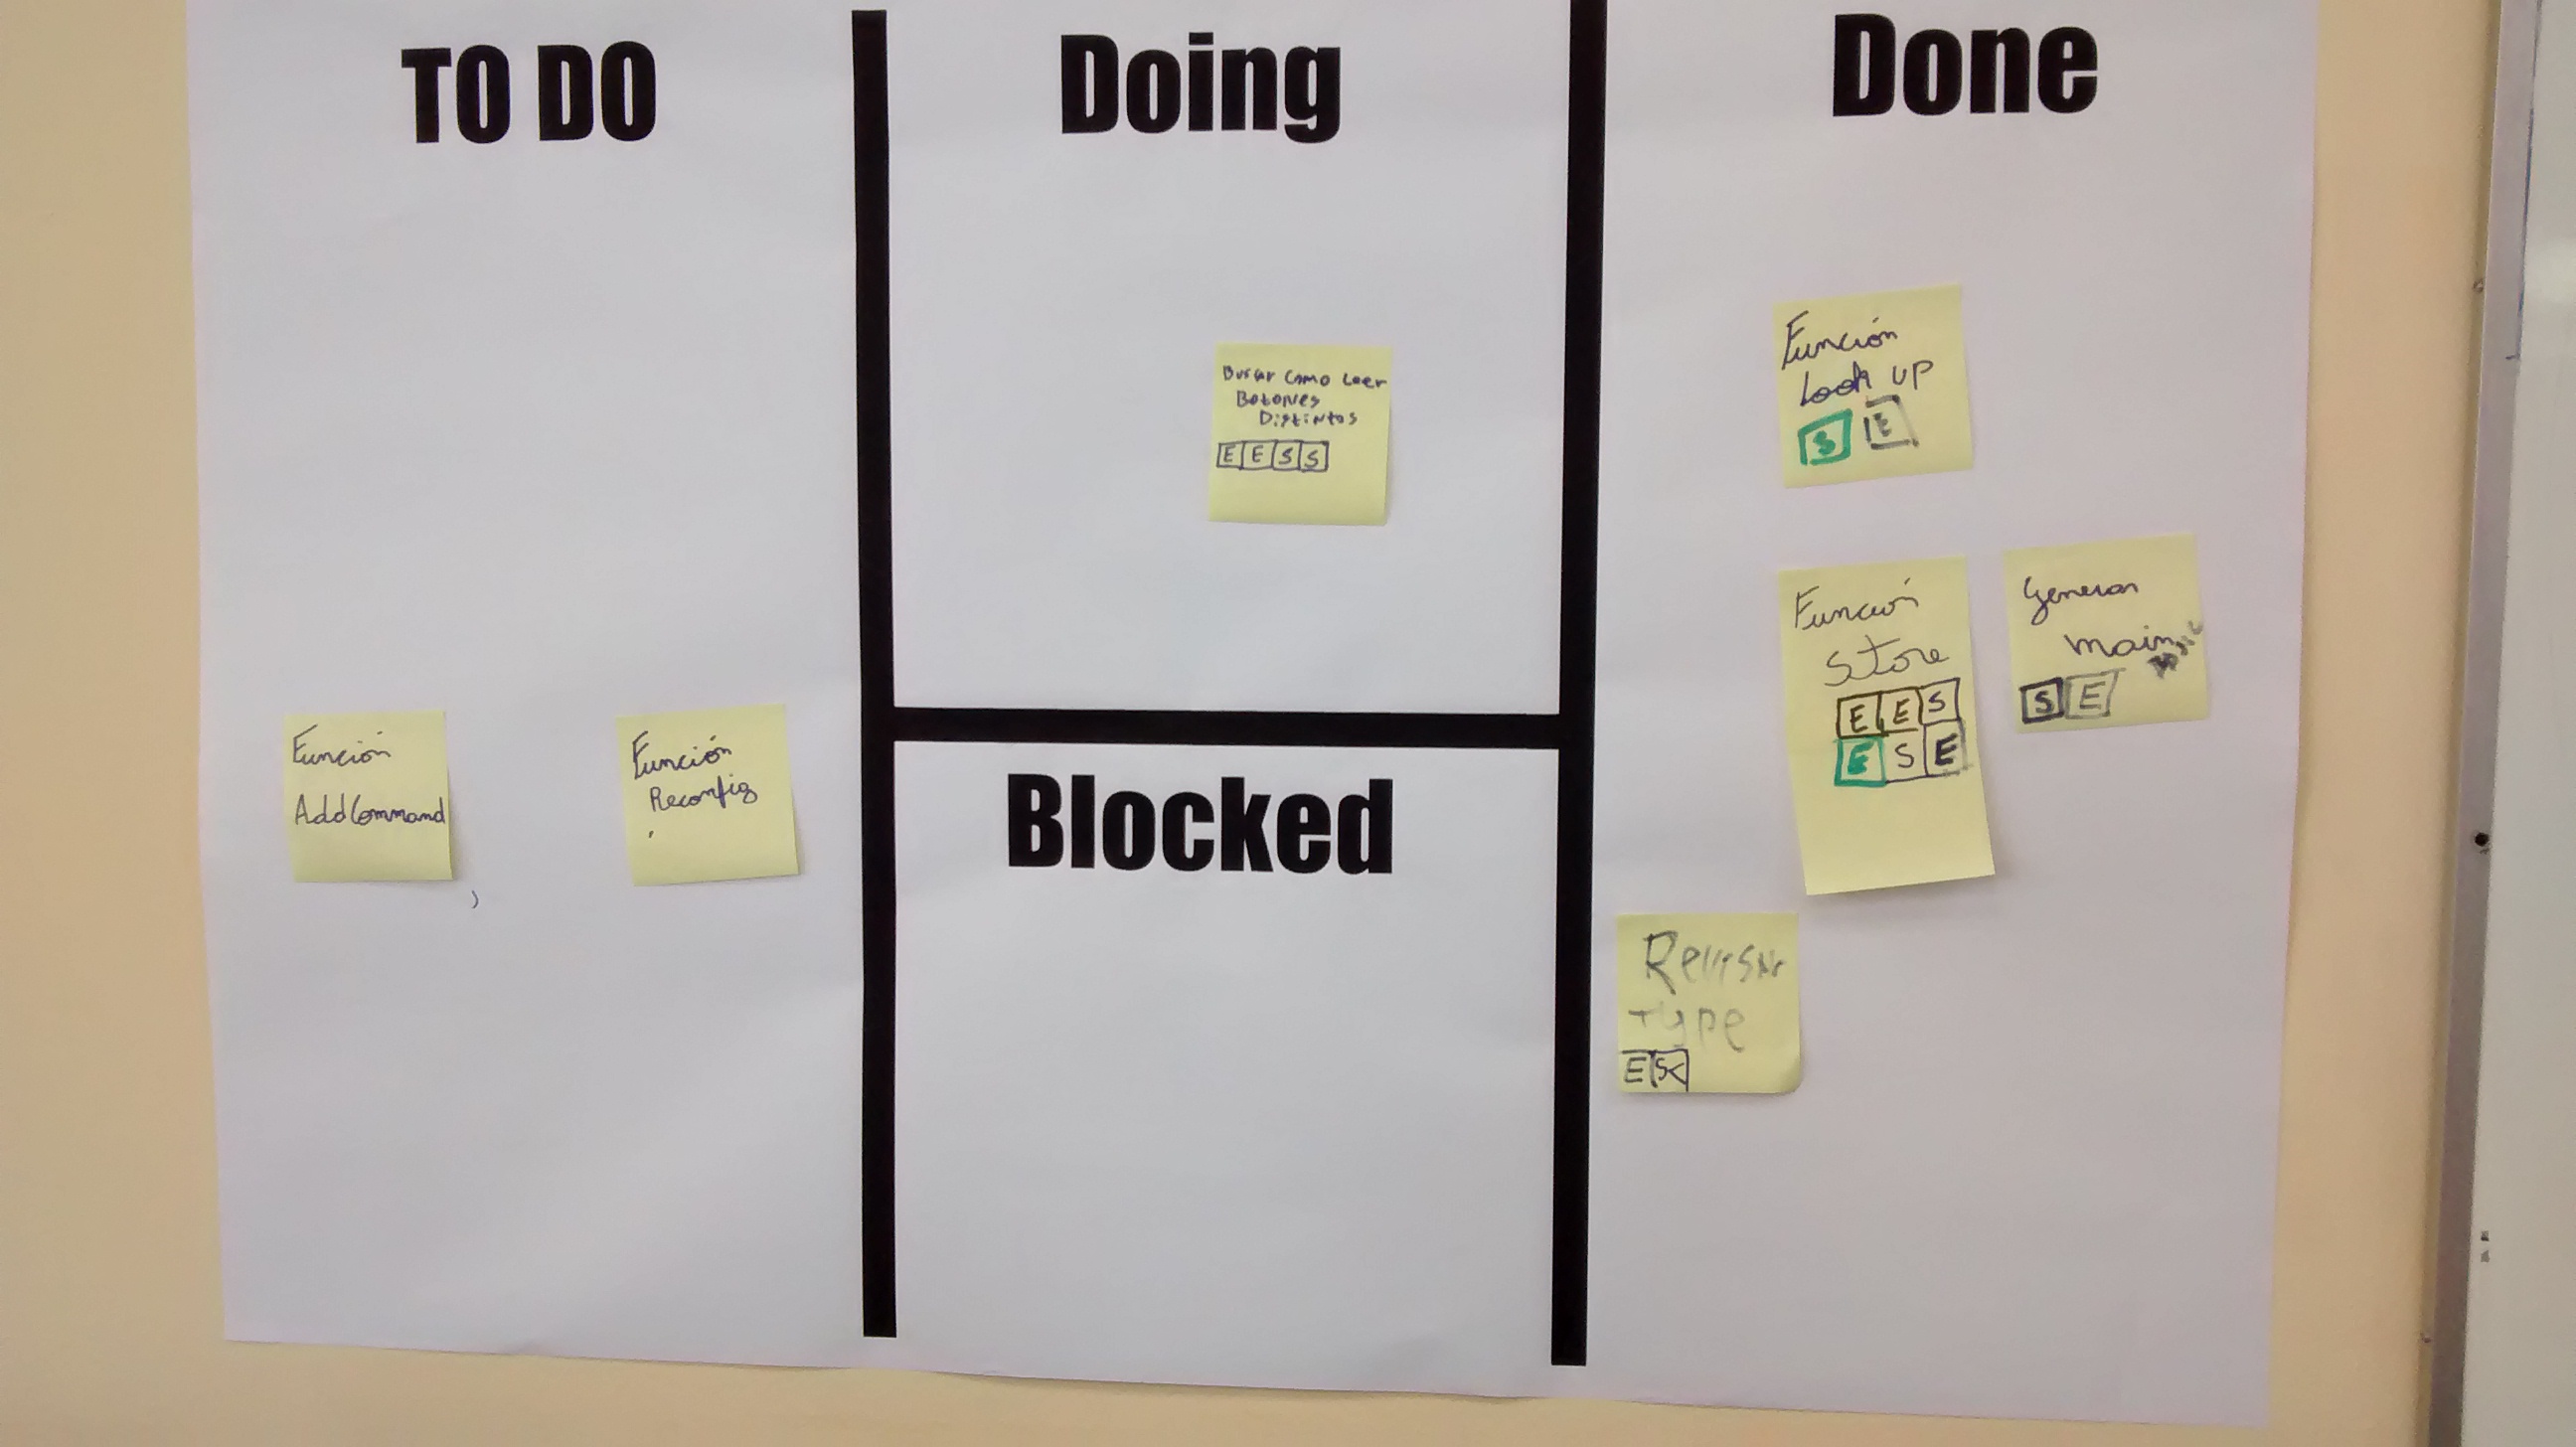 TO DO
Función
AddCommand
Función
Reconfig
Doing
Buscar Como Leer
Botones
Distintos
E E S S
Blocked
Done
Función
Look up
S E
Función
Store
E E S
E S E
Generar
main
S E
Revisar
Type
E S